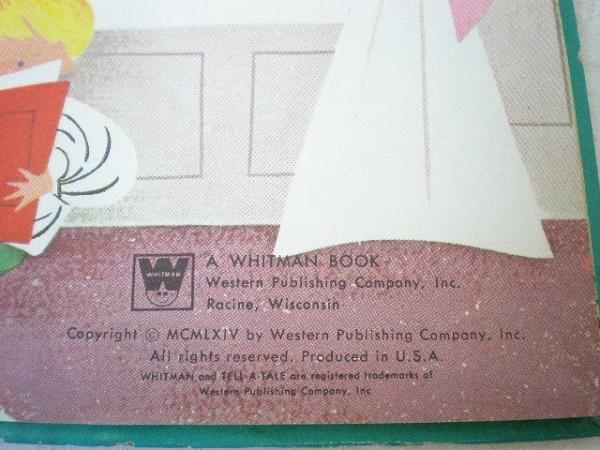 WHITMAN
A WHITMAN BOOK
Western Publishing Company, Inc.
Racine, Wisconsin
Copyright © MCMLXIV by Western Publishing Company, Inc.
All rights reserved. Produced in U.S.A.
WHITMAN and TELL-A-TALE are registered trademarks of
Western Publishing Company, Inc